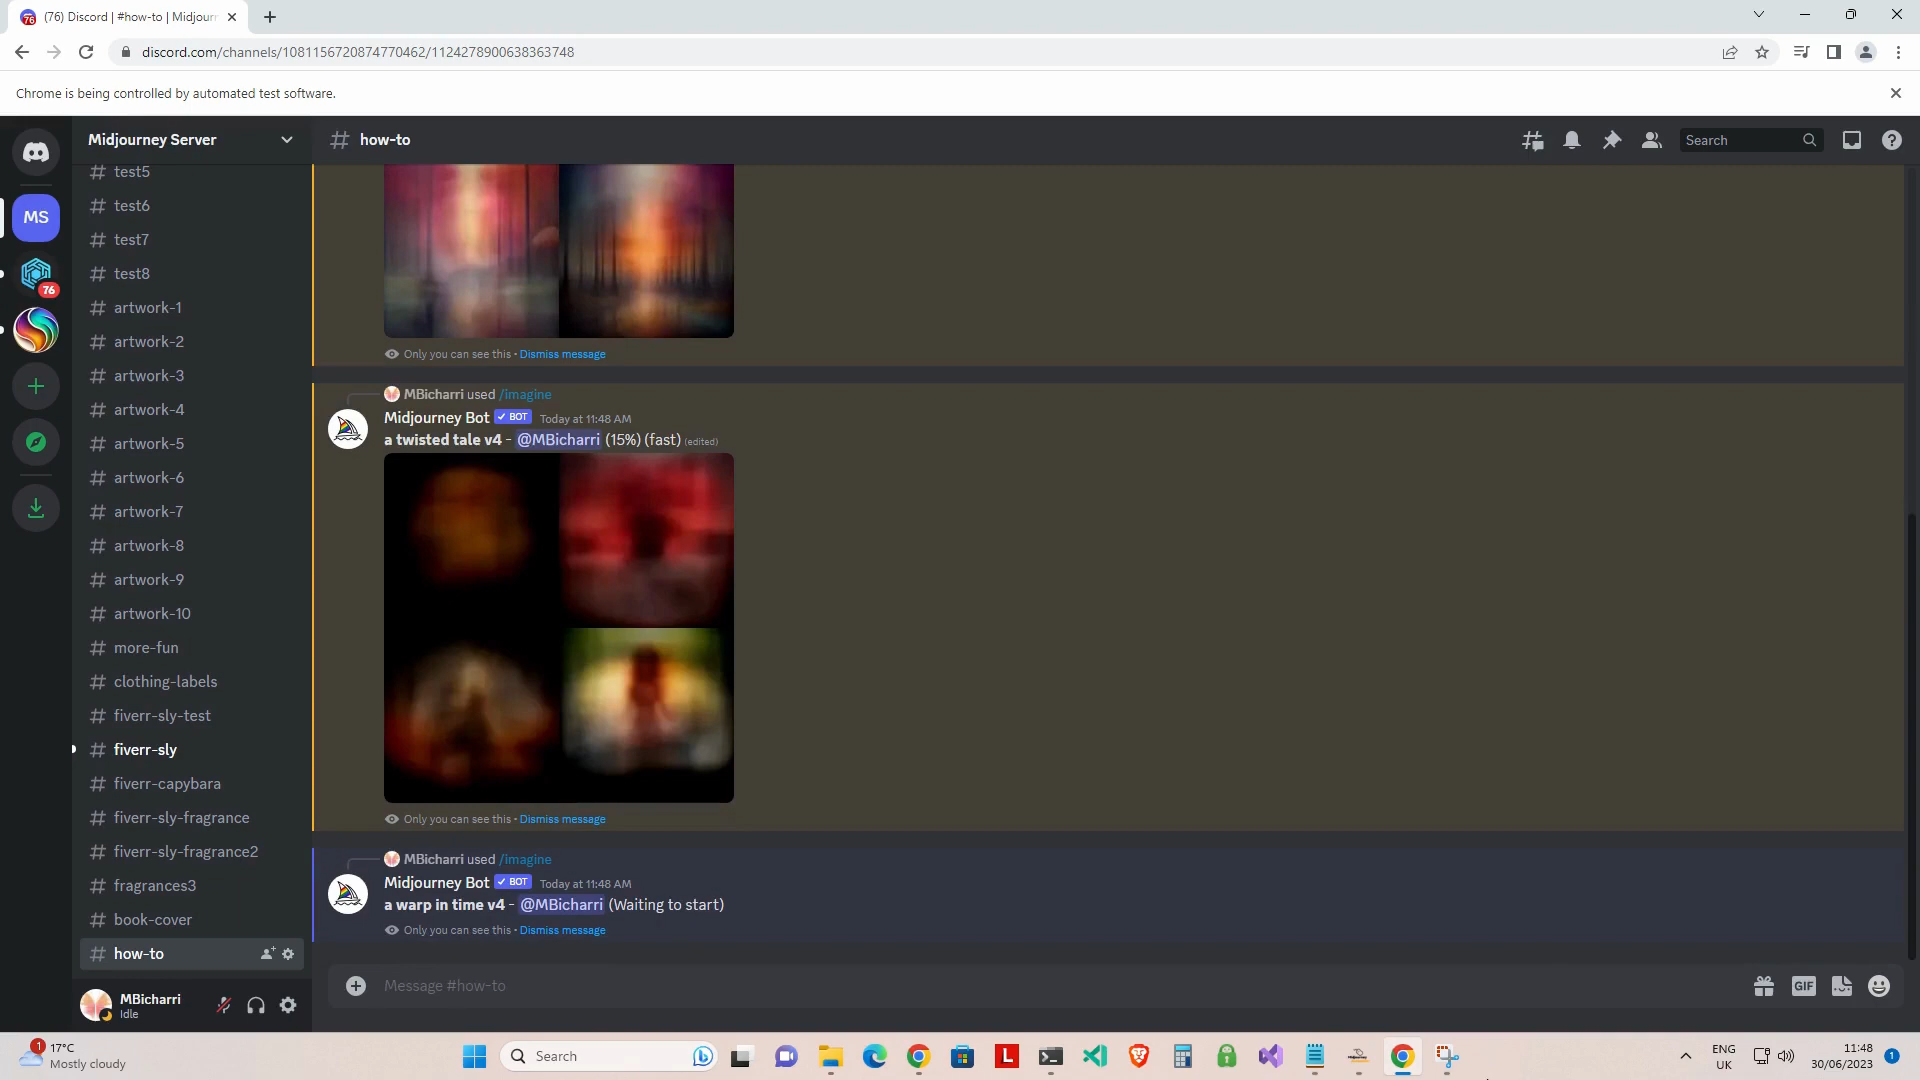 (76) Discord | #how-to | Midjourn
discord.com/channels/1081156720874770462/1124278900638363748
Chrome is being controlled by automated test software.
Midjourney Server
how-to
Search
MS
76
test5
test6
test7
test8
artwork-1
artwork-2
artwork-3
artwork-4
artwork-5
artwork-6
artwork-7
artwork-8
artwork-9
artwork-10
more-fun
clothing-labels
fiverr-sly-test
fiverr-sly
fiverr-capybara
fiverr-sly-fragrance
fiverr-sly-fragrance2
fragrances3
book-cover
how-to
MBicharri
Idle
Only you can see this • Dismiss message
MBicharri used /imagine
Midjourney Bot ✓ BOT Today at 11:48 AM
a twisted tale v4 - @MBicharri (15%) (fast) (edited)
Only you can see this • Dismiss message
MBicharri used /imagine
Midjourney Bot ✓ BOT Today at 11:48 AM
a warp in time v4 - @MBicharri (Waiting to start)
Only you can see this • Dismiss message
Message #how-to
GIF
1
17°C
Mostly cloudy
Search
L
ENG
UK
11:48
30/06/2023
1